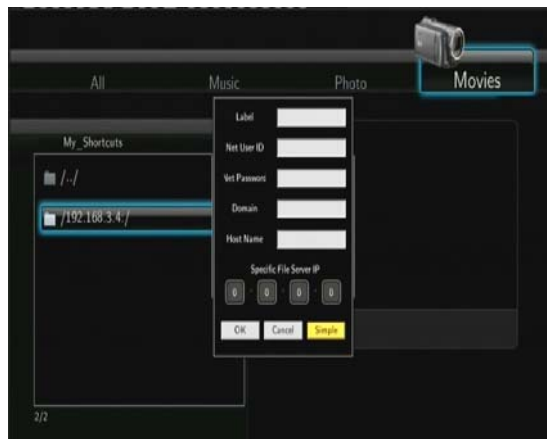 All Music Photo Movies
My_Shortcuts
/../
/192.168.3.4:/
Label
Net User ID
Net Passworc
Domain
Host Name
Specific File Server IP
0 . 0 . 0 . 0
OK Cancel Simple
2/2